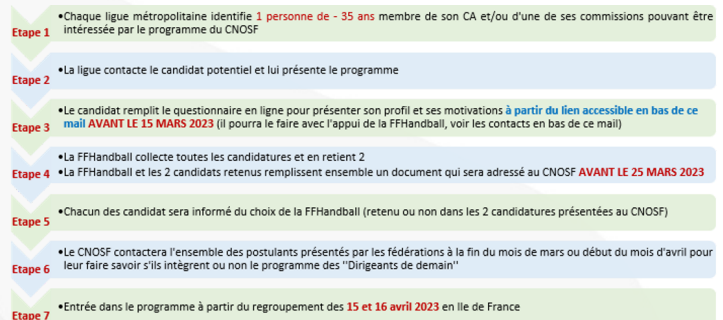 •Chaque ligue métropolitaine identifie 1 personne de - 35 ans membre de son CA et/ou d'une de ses commissions pouvant être
intéressée par le programme du CNOSF
Etape 1
•La ligue contacte le candidat potentiel et lui présente le programme
Etape 2
•Le candidat remplit le questionnaire en ligne pour présenter son profil et ses motivations à partir du lien accessible en bas de ce
mail AVANT LE 15 MARS 2023 (il pourra le faire avec l'appui de la FFHandball, voir les contacts en bas de ce mail)
Etape 3
•La FFHandball collecte toutes les candidatures et en retient 2
•La FFHandball et les 2 candidats retenus remplissent ensemble un document qui sera adressé au CNOSF AVANT LE 25 MARS 2023
Etape 4
•Chacun des candidat sera informé du choix de la FFHandball (retenu ou non dans les 2 candidatures présentées au CNOSF)
Etape 5
•Le CNOSF contactera l'ensemble des postulants présentés par les fédérations à la fin du mois de mars ou début du mois d'avril pour
leur faire savoir s'ils intègrent ou non le programme des ''Dirigeants de demain''
Etape 6
•Entrée dans le programme à partir du regroupement des 15 et 16 avril 2023 en Ile de France
Etape 7